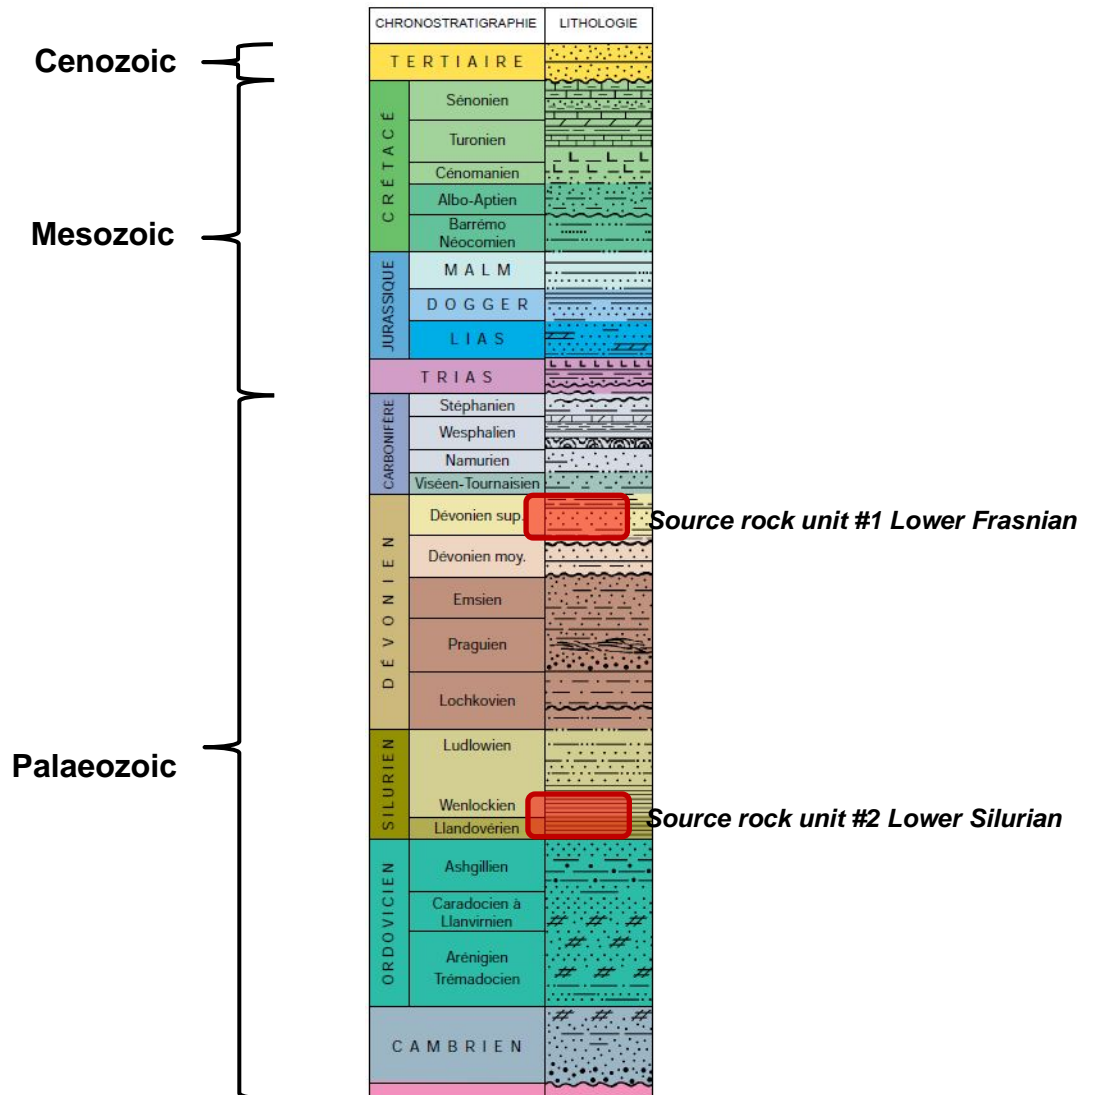 CHRONOSTRATIGRAPHIE LITHOLOGIE
Cenozoic
TERTIAIRE
Mesozoic
CRÉTACÉ
Sénonien
Turonien
Cénomanien
Albo-Aptien
Barrémo
Néocomien
JURASSIQUE
MALM
DOGGER
LIAS
TRIAS
Palaeozoic
CARBONIFÈRE
Stéphanien
Wesphalien
Namurien
Viséen-Tournaisien
DÉVONIEN
Dévonien sup.
Source rock unit #1 Lower Frasnian
Dévonien moy.
Emsien
Praguien
Lochkovien
SILURIEN
Ludlowien
Wenlockien
Source rock unit #2 Lower Silurian
Llandovérien
ORDOVICIEN
Ashgillien
Caradocien à
Llanvirnien
Arénigien
Trémadocien
CAMBRIEN